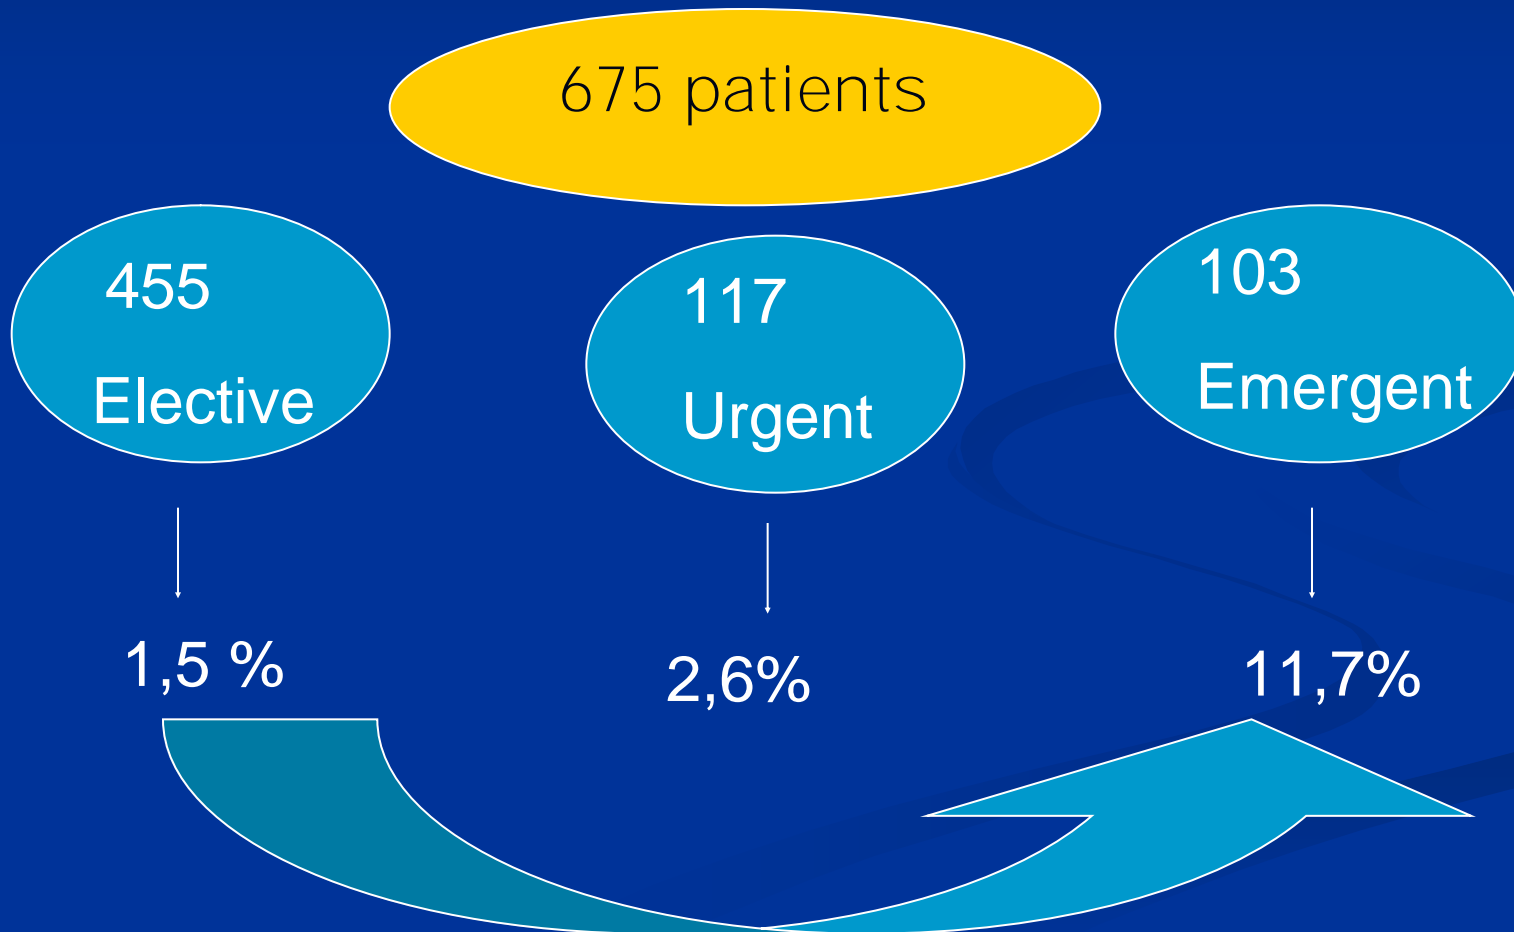 675 patients
455
Elective
117
Urgent
103
Emergent
1,5 %
2,6%
11,7%